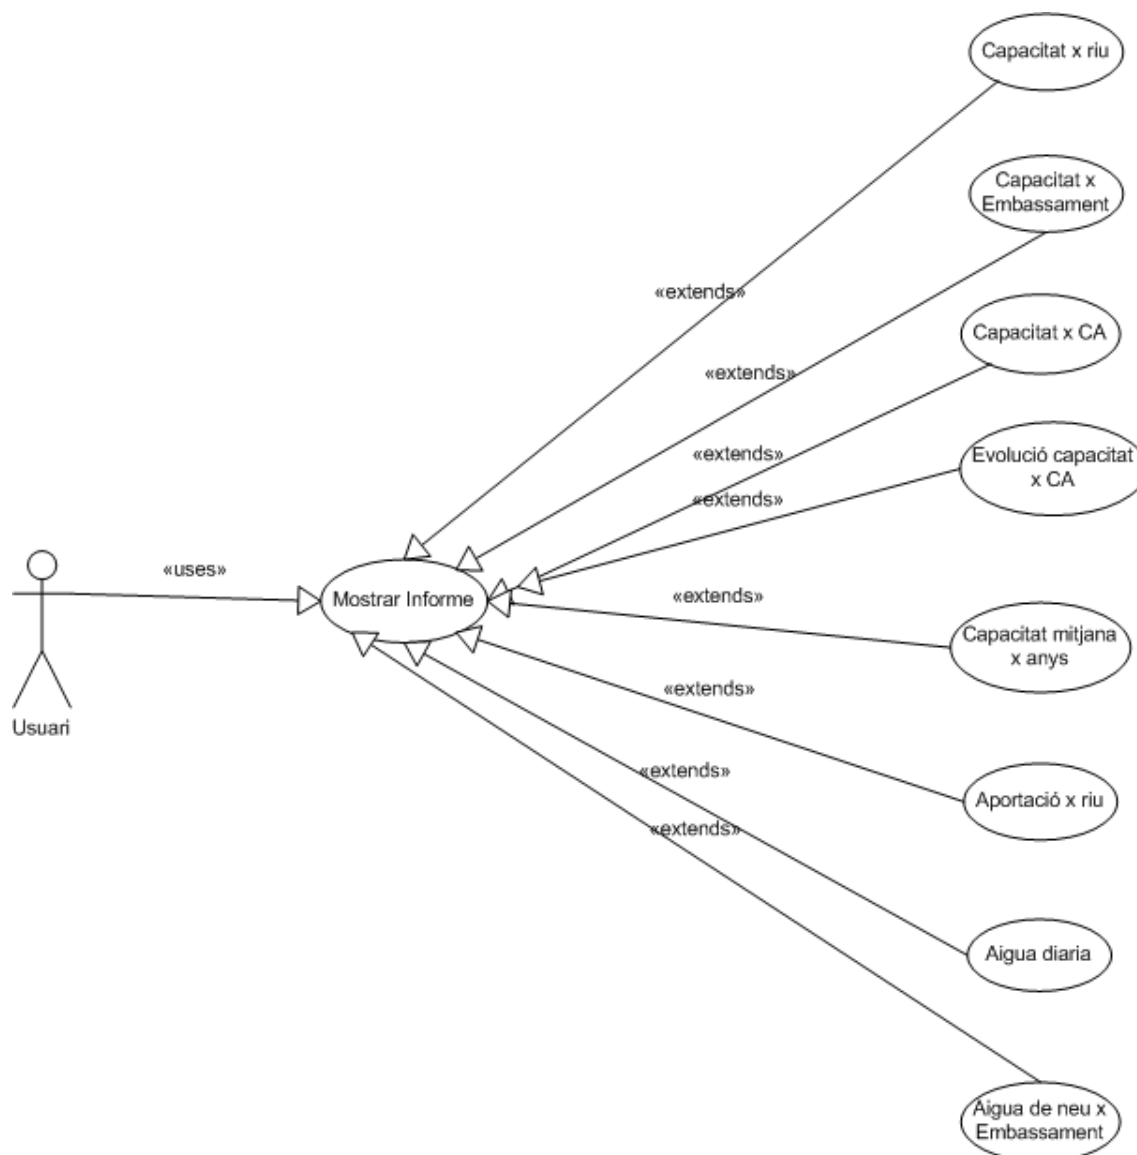 Capacitat x riu
Capacitat x
Embassament
«extends»
Capacitat x CA
«extends»
Evolució capacitat
x CA
«extends»
«extends»
«uses»
Mostrar Informe
«extends»
Capacitat mitjana
x anys
«extends»
Usuari
«extends»
Aportació x riu
«extends»
Aigua diaria
Aigua de neu x
Embassament